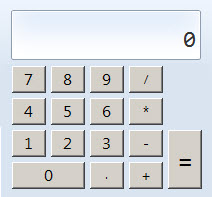 0
7 8 9 /
4 5 6 *
1 2 3 -
0 . + =